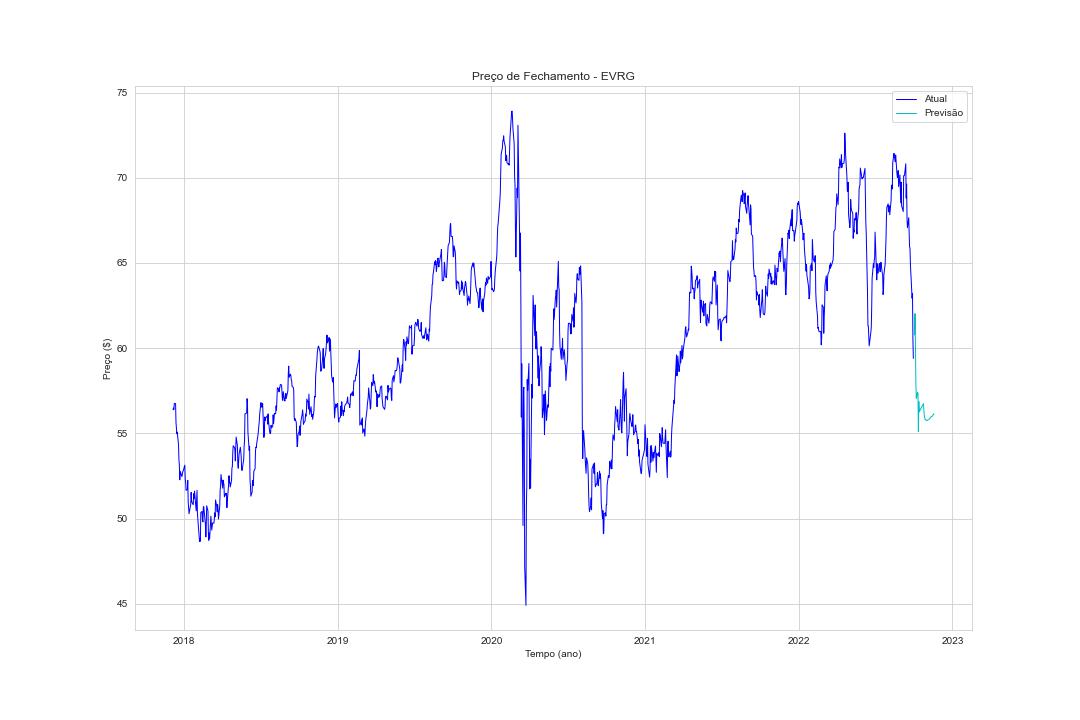 Preço de Fechamento - EVRG
75
Atual
Previsão
70
65
60
55
50
45
Preço ($)
2018 2019 2020 2021 2022 2023
Tempo (ano)